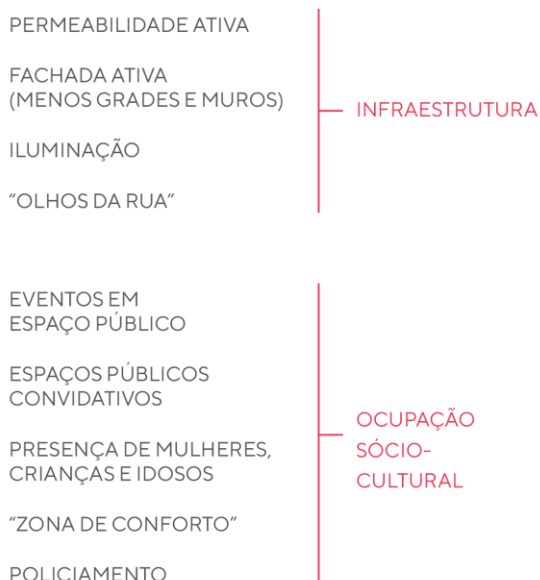 PERMEABILIDADE ATIVA
FACHADA ATIVA
(MENOS GRADES E MUROS)
INFRAESTRUTURA
ILUMINAÇÃO
“OLHOS DA RUA”
EVENTOS EM
ESPAÇO PÚBLICO
ESPAÇOS PÚBLICOS
CONVIDATIVOS
PRESENÇA DE MULHERES,
CRIANÇAS E IDOSOS
“ZONA DE CONFORTO”
POLICIAMENTO
OCUPAÇÃO
SÓCIO-
CULTURAL